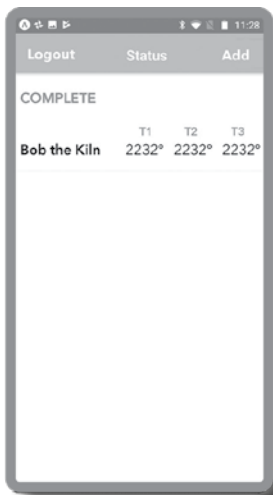 11:28
Logout Status Add
COMPLETE
T1 T2 T3
Bob the Kiln 2232° 2232° 2232°